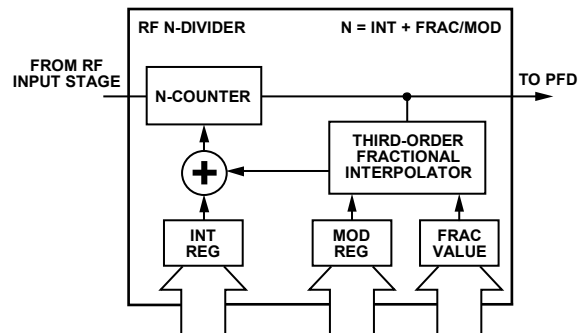 RF N-DIVIDER
N = INT + FRAC/MOD
FROM RF
INPUT STAGE
TO PFD
N-COUNTER
THIRD-ORDER
FRACTIONAL
INTERPOLATOR
+
INT
REG
MOD
REG
FRAC
VALUE